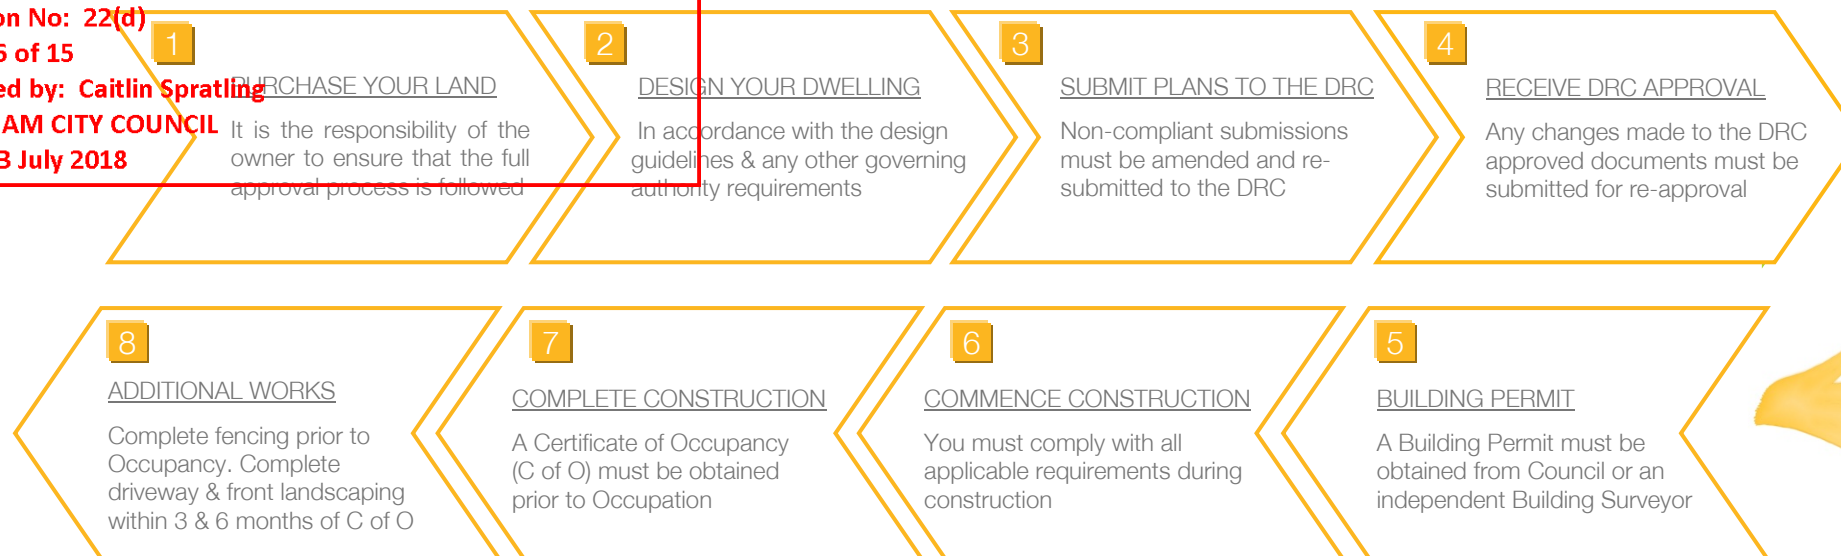 on No: 22(d)
6 of 15
ed by: Caitlin Spratling
AM CITY COUNCIL
3 July 2018
1
PURCHASE YOUR LAND
It is the responsibility of the
owner to ensure that the full
approval process is followed
2
DESIGN YOUR DWELLING
In accordance with the design
guidelines & any other governing
authority requirements
3
SUBMIT PLANS TO THE DRC
Non-compliant submissions
must be amended and re-
submitted to the DRC
4
RECEIVE DRC APPROVAL
Any changes made to the DRC
approved documents must be
submitted for re-approval
8
ADDITIONAL WORKS
Complete fencing prior to
Occupancy. Complete
driveway & front landscaping
within 3 & 6 months of C of O
7
COMPLETE CONSTRUCTION
A Certificate of Occupancy
(C of O) must be obtained
prior to Occupation
6
COMMENCE CONSTRUCTION
You must comply with all
applicable requirements during
construction
5
BUILDING PERMIT
A Building Permit must be
obtained from Council or an
independent Building Surveyor